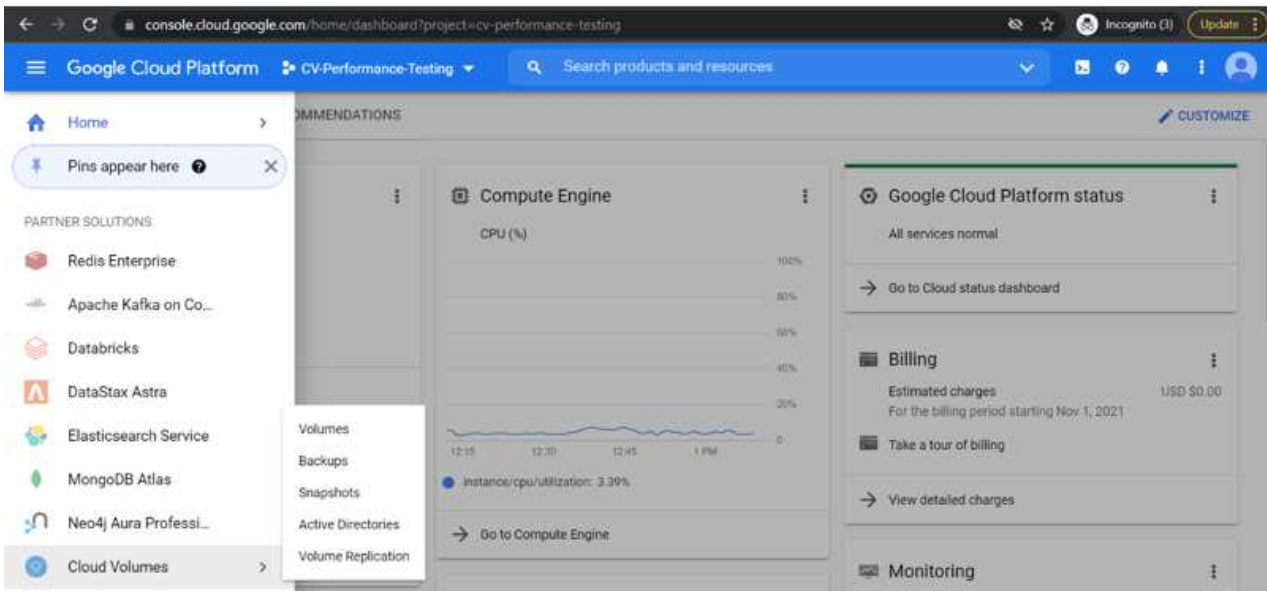 console.cloud.google.com/home/dashboard?project=cv-performance-testing
Incognito (3)
Update
Google Cloud Platform
CV-Performance-Testing
Search products and resources
Home
Pins appear here
PARTNER SOLUTIONS
Redis Enterprise
Apache Kafka on Co...
Databricks
DataStax Astra
Elasticsearch Service
MongoDB Atlas
Neo4j Aura Professi...
Cloud Volumes
Volumes
Backups
Snapshots
Active Directories
Volume Replication
OMMENDATIONS
CUSTOMIZE
Compute Engine
CPU (%)
100%
80%
60%
40%
20%
0
12:15 12:30 12:45 1 PM
instance/cpu/utilization: 3.39%
Go to Compute Engine
Google Cloud Platform status
All services normal
Go to Cloud status dashboard
Billing
Estimated charges USD $0.00
For the billing period starting Nov 1, 2021
Take a tour of billing
View detailed charges
Monitoring